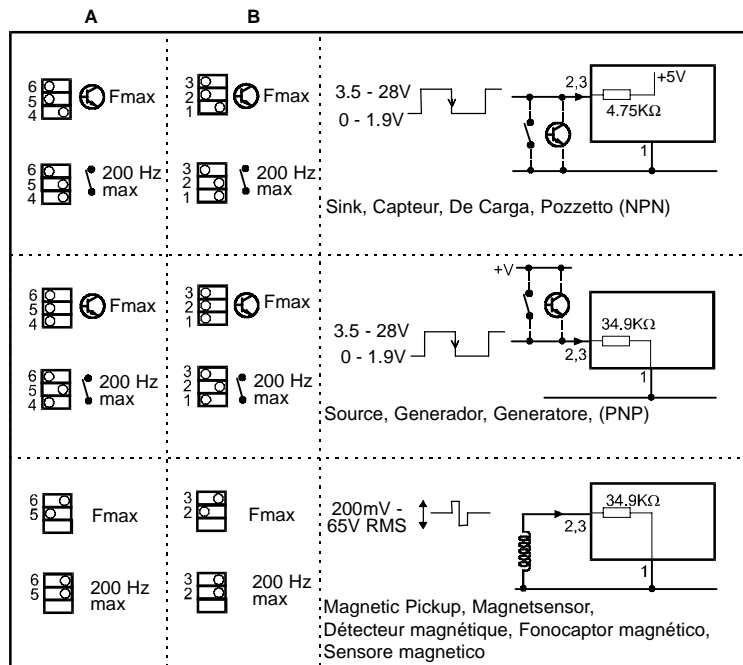 A B
6
5
4
Fmax
3
2
1
Fmax
3.5 - 28V
0 - 1.9V
2,3
+5V
4.75KΩ
1
6
5
4
200 Hz
max
3
2
1
200 Hz
max
Sink, Capteur, De Carga, Pozzetto (NPN)
6
5
4
Fmax
3
2
1
Fmax
+V
3.5 - 28V
0 - 1.9V
34.9KΩ
2,3
1
6
5
4
200 Hz
max
3
2
1
200 Hz
max
Source, Generador, Generatore, (PNP)
6
5
Fmax
3
2
Fmax
200mV -
65V RMS
34.9KΩ
2,3
1
6
5
200 Hz
max
3
2
200 Hz
max
Magnetic Pickup, Magnetsensor,
Détecteur magnétique, Fonocaptor magnético,
Sensore magnetico